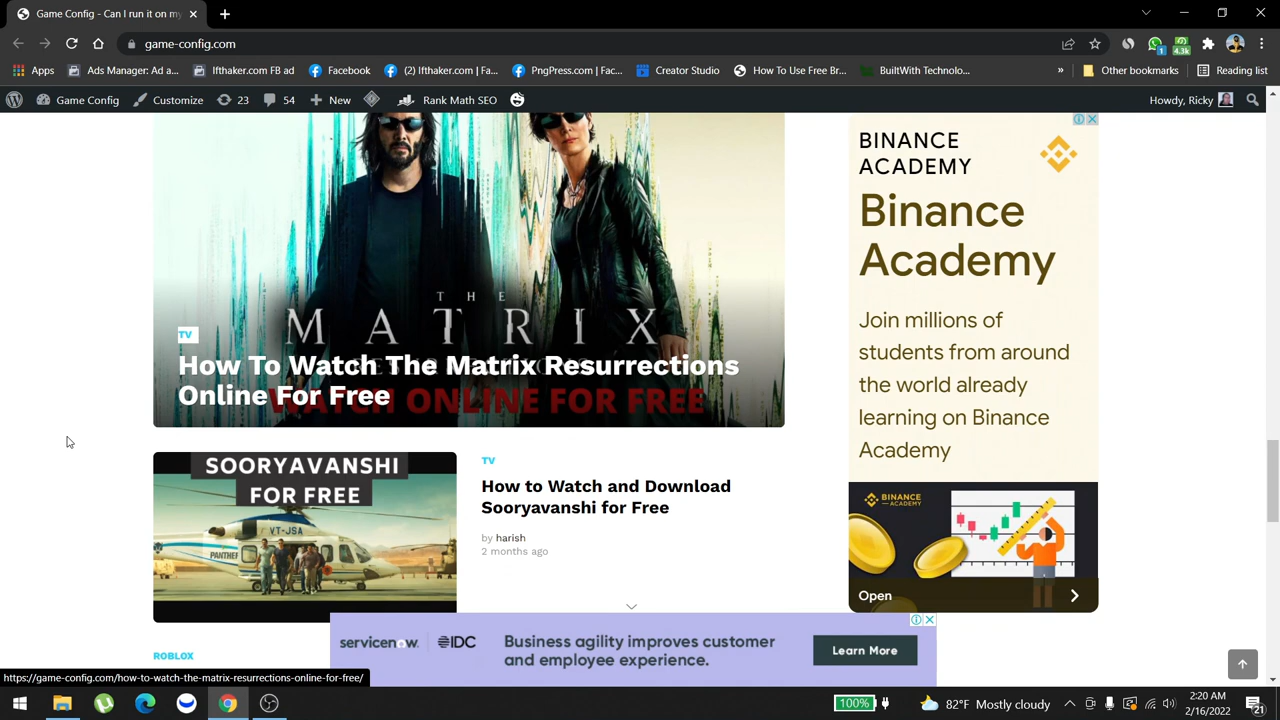 Game Config - Can I run it on my
game-config.com
Apps
Ads Manager: Ad a...
Ifthaker.com FB ad
Facebook
(2) Ifthaker.com | Fa...
PngPress.com | Fac...
Creator Studio
How To Use Free Br...
BuiltWith Technolo...
»
Other bookmarks
Reading list
1
4.3k
Game Config
Customize
23
54
New
Rank Math SEO
Howdy, Ricky
THE
MATRIX
TV
How To Watch The Matrix Resurrections
Online For Free
WATCH ONLINE FOR FREE
SOORYAVANSHI
FOR FREE
VT-JSA
TV
How to Watch and Download
Sooryavanshi for Free
by harish
2 months ago
ROBLOX
BINANCE
ACADEMY
Binance
Academy
Join millions of
students from around
the world already
learning on Binance
Academy
BINANCE
ACADEMY
Open
servicenow. IDC
Business agility improves customer
and employee experience.
Learn More
https://game-config.com/how-to-watch-the-matrix-resurrections-online-for-free/
100%
82°F Mostly cloudy
2:20 AM
2/16/2022
21